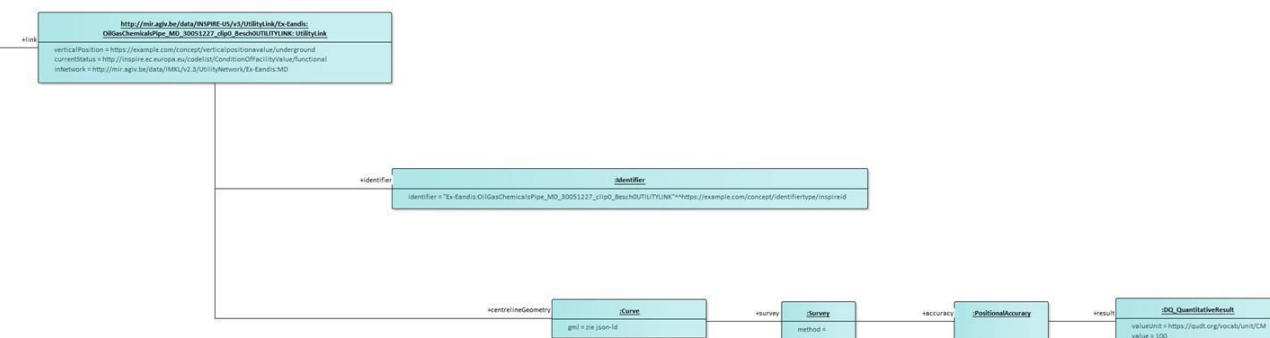 http://mir.agiv.be/data/INSPIRE-US/v3/UtilityLink/Ex-Eandis:
OilGasChemicalsPipe_MD_30051227_clip0_Besch0UTILITYLINK: UtilityLink
+link
verticalPosition = https://example.com/concept/verticalpositionavalue/underground
currentStatus = http://inspire.ec.europa.eu/codelist/ConditionOfFacilityValue/functional
inNetwork = http://mir.agiv.be/data/IMKL/v2.3/UtilityNetwork/Ex-Eandis:MD
+identifier
:Identifier
identifier = "Ex-Eandis:OilGasChemicalsPipe_MD_30051227_clip0_Besch0UTILITYLINK"^^https://example.com/concept/identifiertype/inspireid
+centrelineGeometry
:Curve
gml = zie json-ld
+survey
:Survey
method =
+accuracy
:PositionalAccuracy
+result
:DQ_QuantitativeResult
valueUnit = https://qudt.org/vocab/unit/CM
value = 100